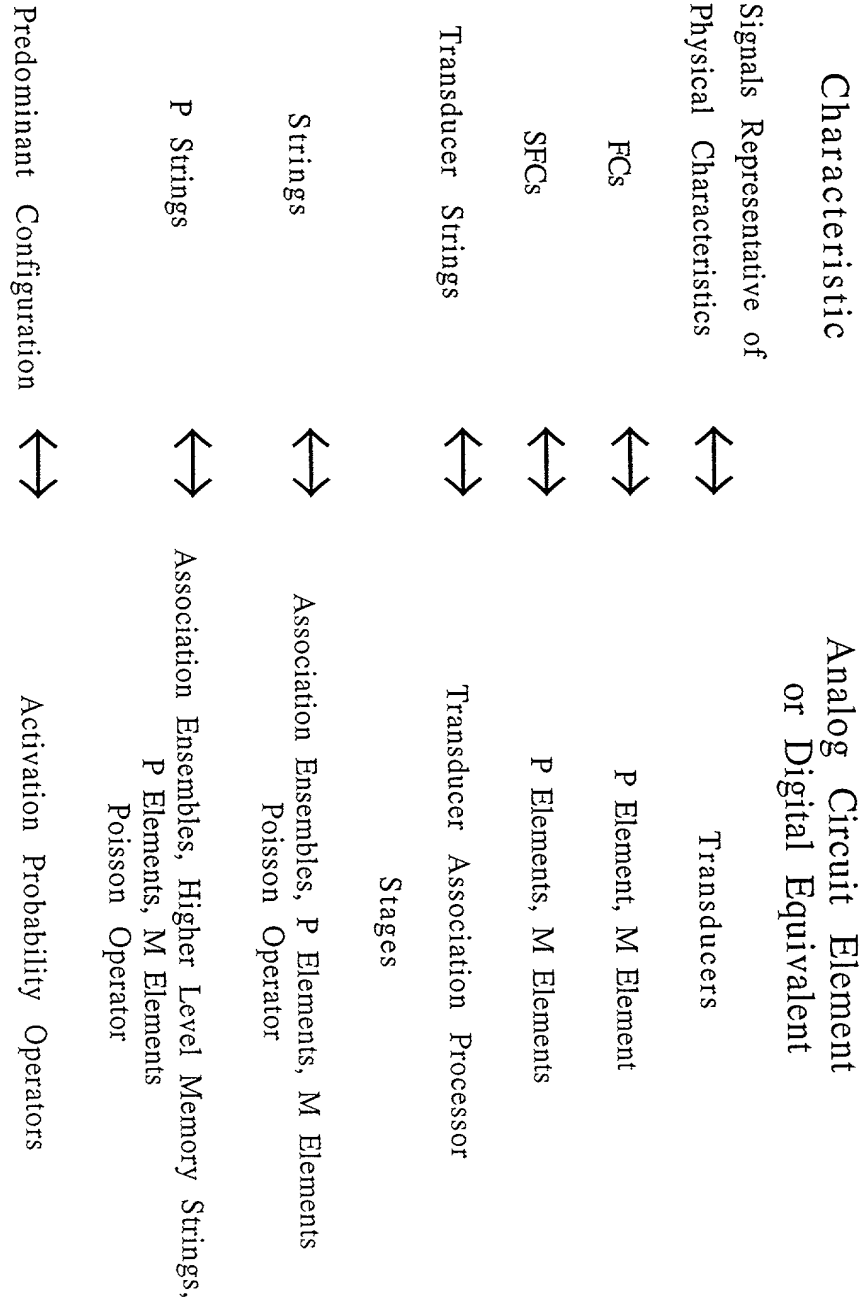 Characteristic
Analog Circuit Element
or Digital Equivalent
Signals Representative of
Physical Characteristics
↔
Transducers
FCs
↔
P Element, M Element
SFCs
↔
P Elements, M Elements
Transducer Strings
↔
Transducer Association Processor
Stages
Strings
↔
Association Ensembles, P Elements, M Elements
Poisson Operator
P Strings
↔
Association Ensembles, Higher Level Memory Strings,
P Elements, M Elements
Poisson Operator
Predominant Configuration
↔
Activation Probability Operators